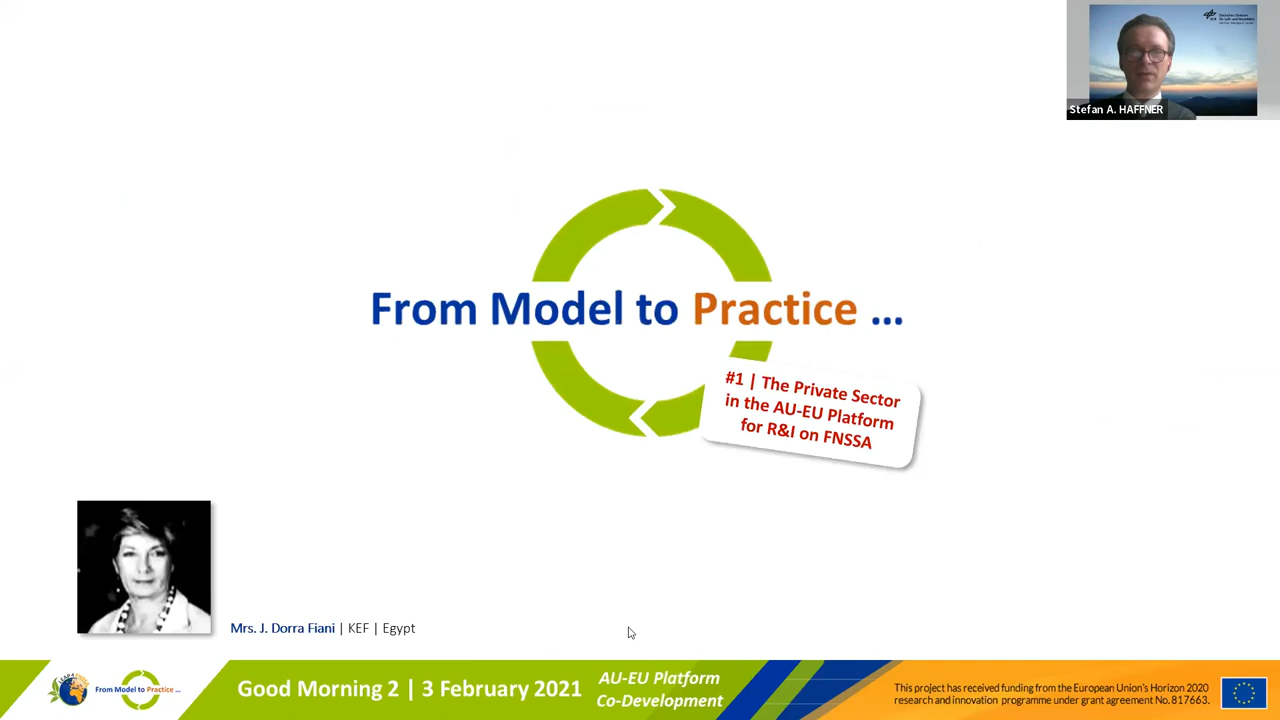 Stefan A. HAFFNER
From Model to Practice ...
#1 | The Private Sector
in the AU-EU Platform
for R&I on FNSSA
Mrs. J. Dorra Fiani | KEF | Egypt
From Model to Practice ...
Good Morning 2 | 3 February 2021
AU-EU Platform
Co-Development
This project has received funding from the European Union's Horizon 2020
research and innovation programme under grant agreement No. 817663.